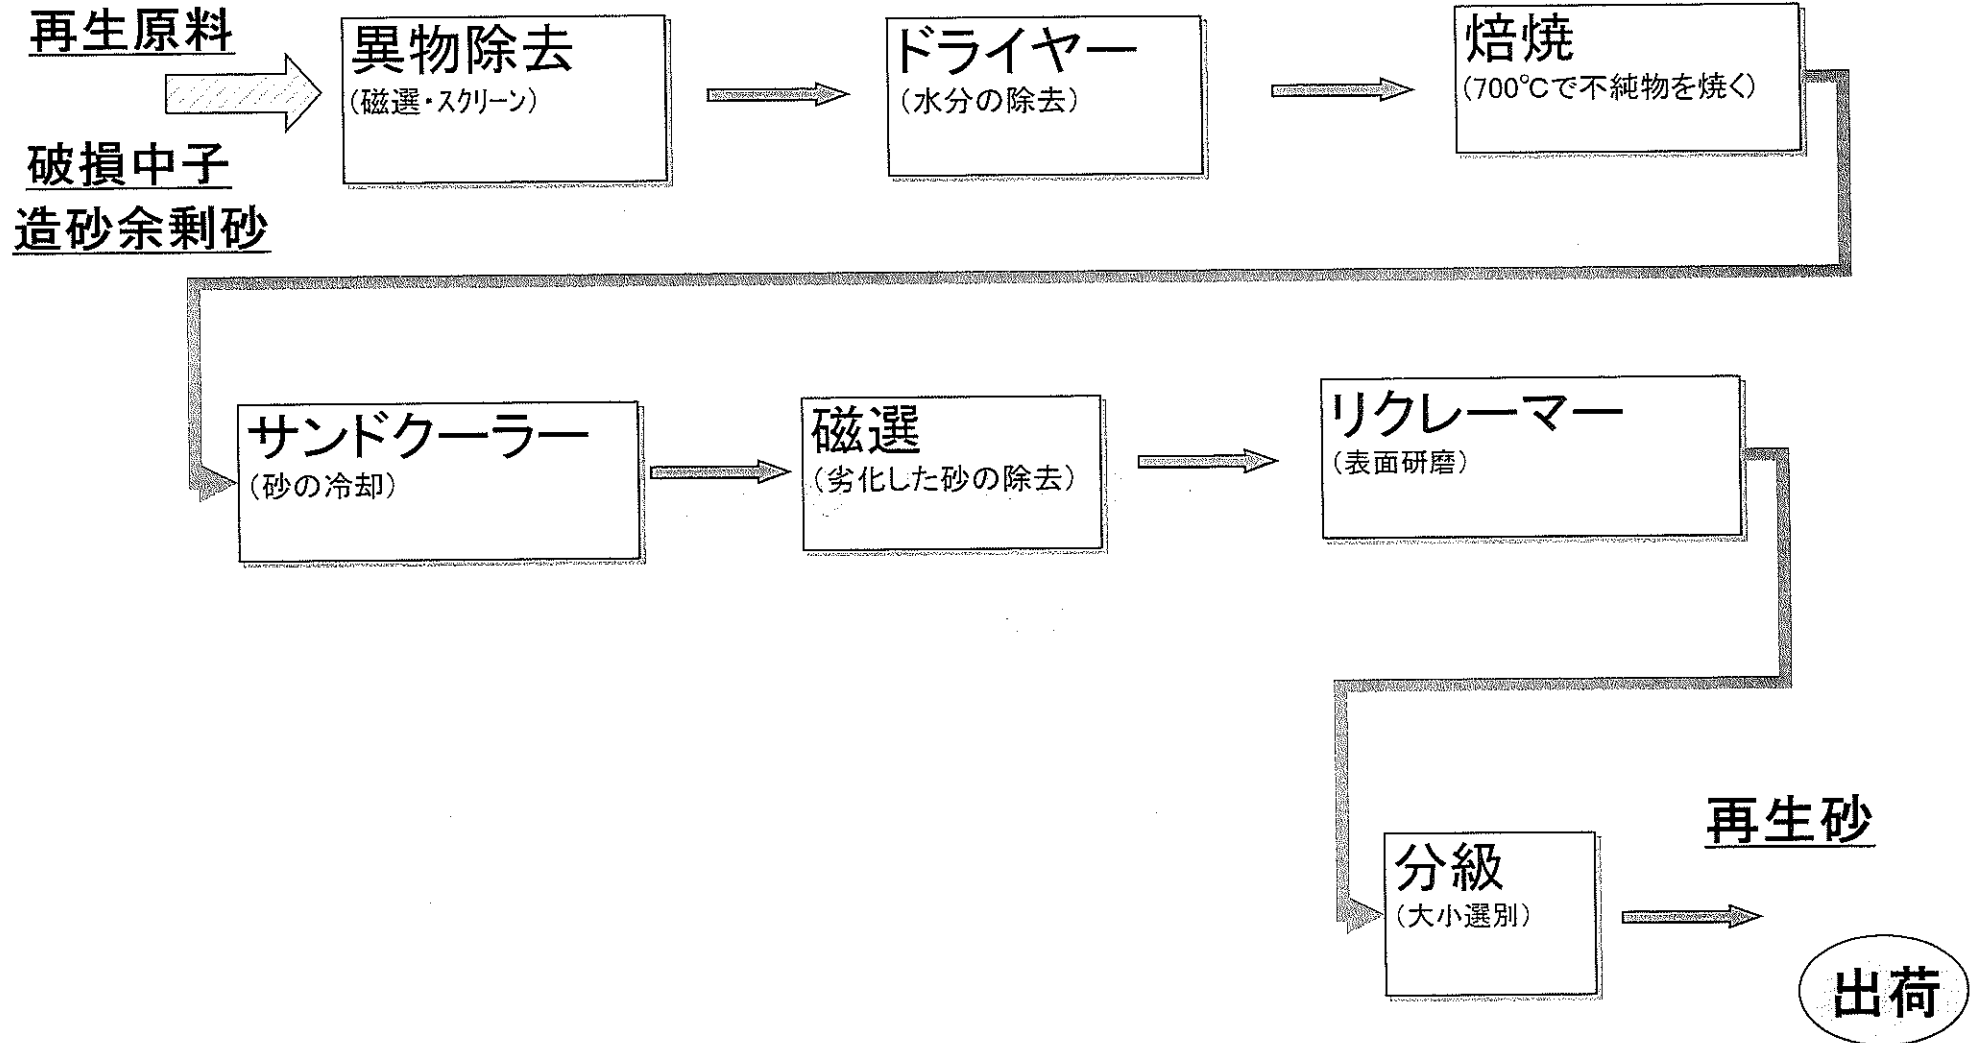 再生原料
異物除去
(磁選・スクリーン)
ドライヤー
(水分の除去)
焙焼
(700℃で不純物を焼く)
破損中子
造砂余剰砂
サンドクーラー
(砂の冷却)
磁選
(劣化した砂の除去)
リクレーマー
(表面研磨)
分級
(大小選別)
再生砂
出荷